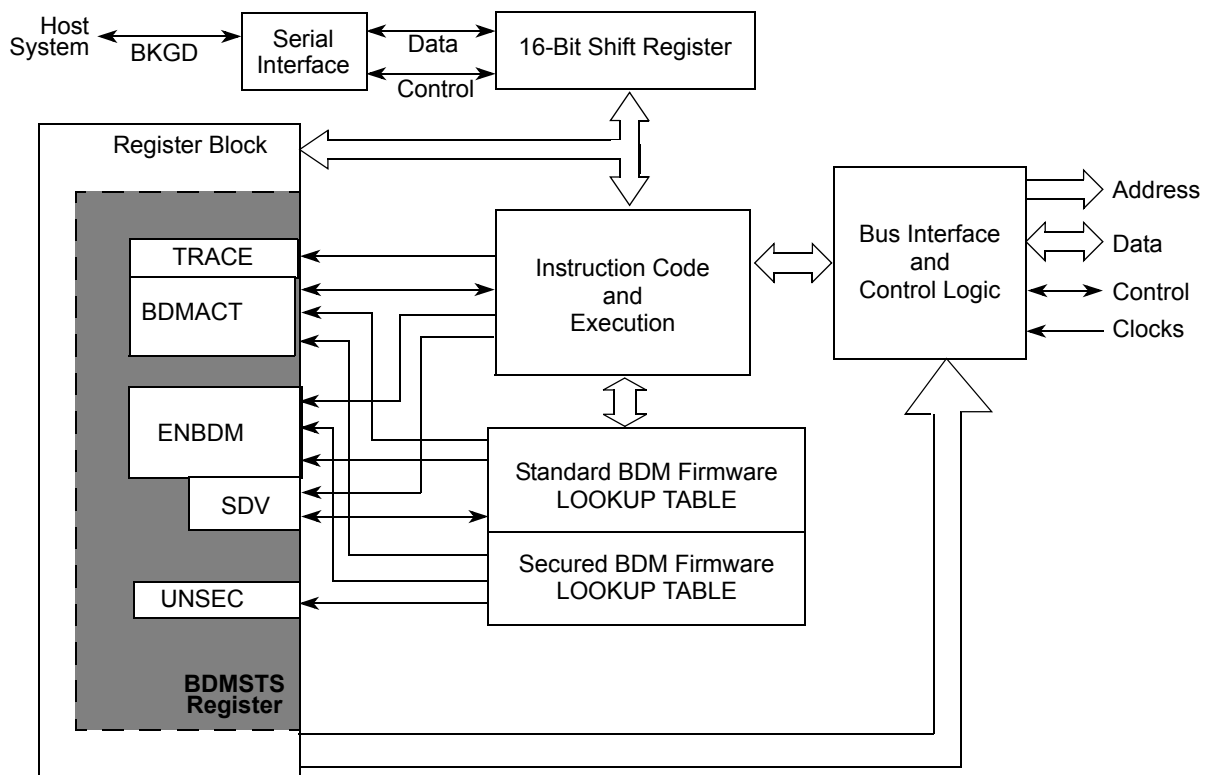 Host
System
BKGD
Serial
Interface
Data
Control
16-Bit Shift Register
Register Block
TRACE
BDMACT
ENBDM
SDV
UNSEC
BDMSTS
Register
Instruction Code
and
Execution
Standard BDM Firmware
LOOKUP TABLE
Secured BDM Firmware
LOOKUP TABLE
Bus Interface
and
Control Logic
Address
Data
Control
Clocks